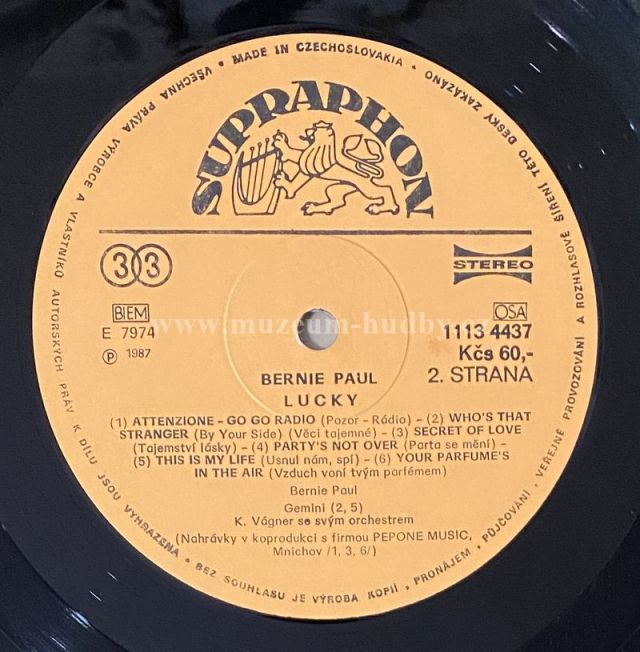 VŠECHNA PRÁVA VÝROBCE A VLASTNÍKŮ AUTORSKÝCH PRÁV K DÍLU JSOU VYHRAZENA • BEZ SOUHLASU JE VÝROBA KOPIÍ, PRONÁJEM, PŮJČOVÁNÍ, VEŘEJNÉ PROVOZOVÁNÍ A ROZHLASOVÉ ŠÍŘENÍ TÉTO DESKY ZAKÁZÁNO • MADE IN CZECHOSLOVAKIA •
SUPRAPHON
33
STEREO
BIEM
OSA
E 7974
1113 4437
Ⓟ 1987
Kčs 60,-
2. STRANA
www.muzeum-hudby.cz
BERNIE PAUL
LUCKY
(1) ATTENZIONE – GO GO RADIO (Pozor – Rádio) – (2) WHO'S THAT
STRANGER (By Your Side) (Věci tajemné) – (3) SECRET OF LOVE
(Tajemství lásky) – (4) PARTY'S NOT OVER (Parta se mění) –
(5) THIS IS MY LIFE (Usnul nám, spí) – (6) YOUR PARFUME'S
IN THE AIR (Vzduch voní tvým parfémem)
Bernie Paul
Gemini (2, 5)
K. Vágner se svým orchestrem
(Nahrávky v koprodukci s firmou PEPONE MUSIC,
Mnichov /1, 3, 6/)